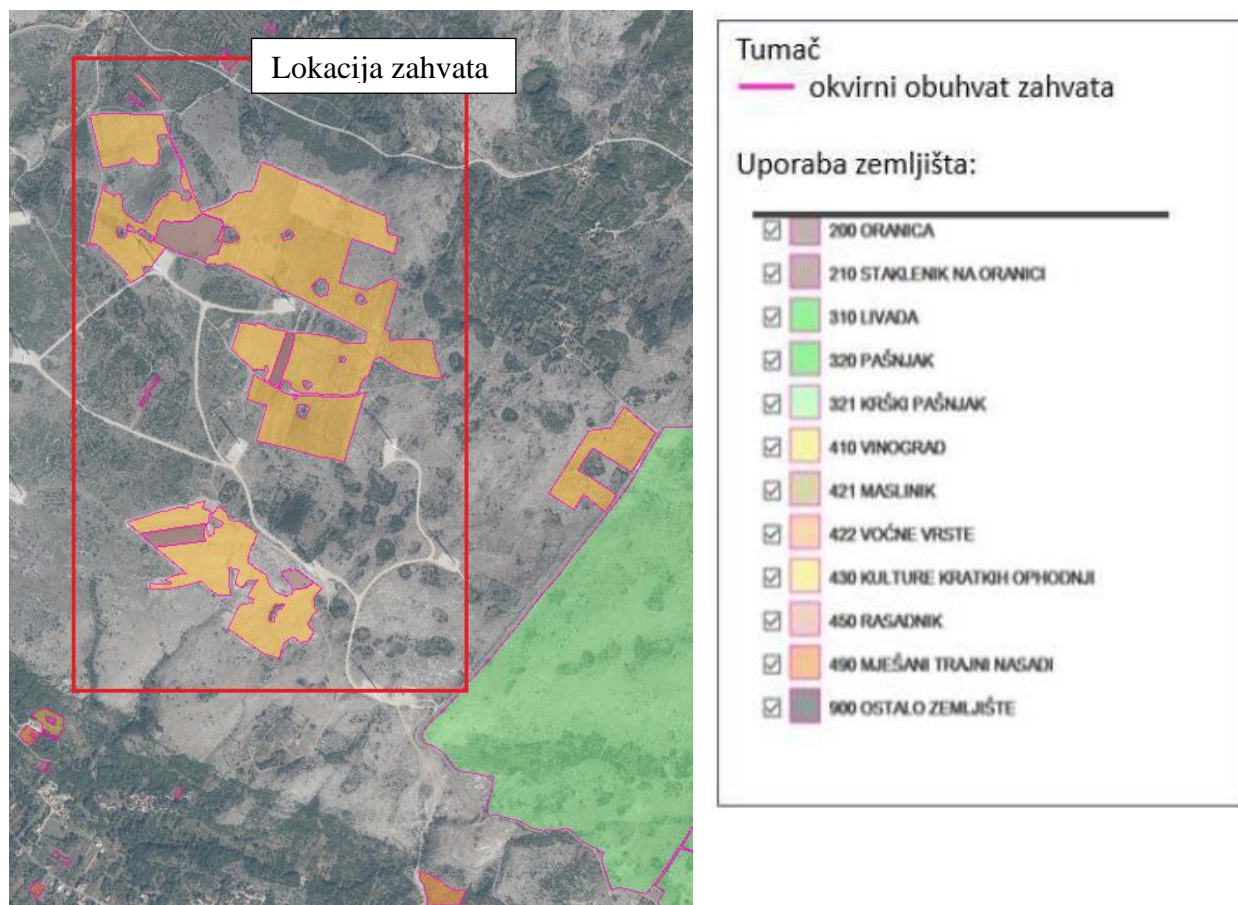 Lokacija zahvata
Tumač
okvirni obuhvat zahvata
Uporaba zemljišta:
200 ORANICA
210 STAKLENIK NA ORANICI
310 LIVADA
320 PAŠNJAK
321 KRŠKI PAŠNJAK
410 VINOGRAD
421 MASLINIK
422 VOĆNE VRSTE
430 KULTURE KRATKIH OPHODNJI
450 RASADNIK
490 MJEŠANI TRAJNI NASADI
900 OSTALO ZEMLJIŠTE